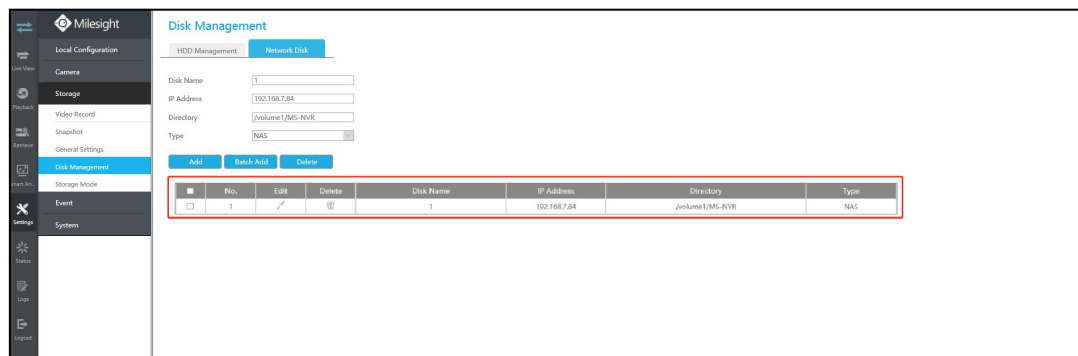 Milesight
Live View
Playback
Retrieve
Smart An...
Settings
Status
Logs
Logout
Local Configuration
Camera
Storage
Video Record
Snapshot
General Settings
Disk Management
Storage Mode
Event
System
Disk Management
HDD Management Network Disk
Disk Name 1
IP Address 192.168.7.84
Directory /volume1/MS-NVR
Type NAS
Add Batch Add Delete
No. Edit Delete Disk Name IP Address Directory Type
1 1 192.168.7.84 /volume1/MS-NVR NAS